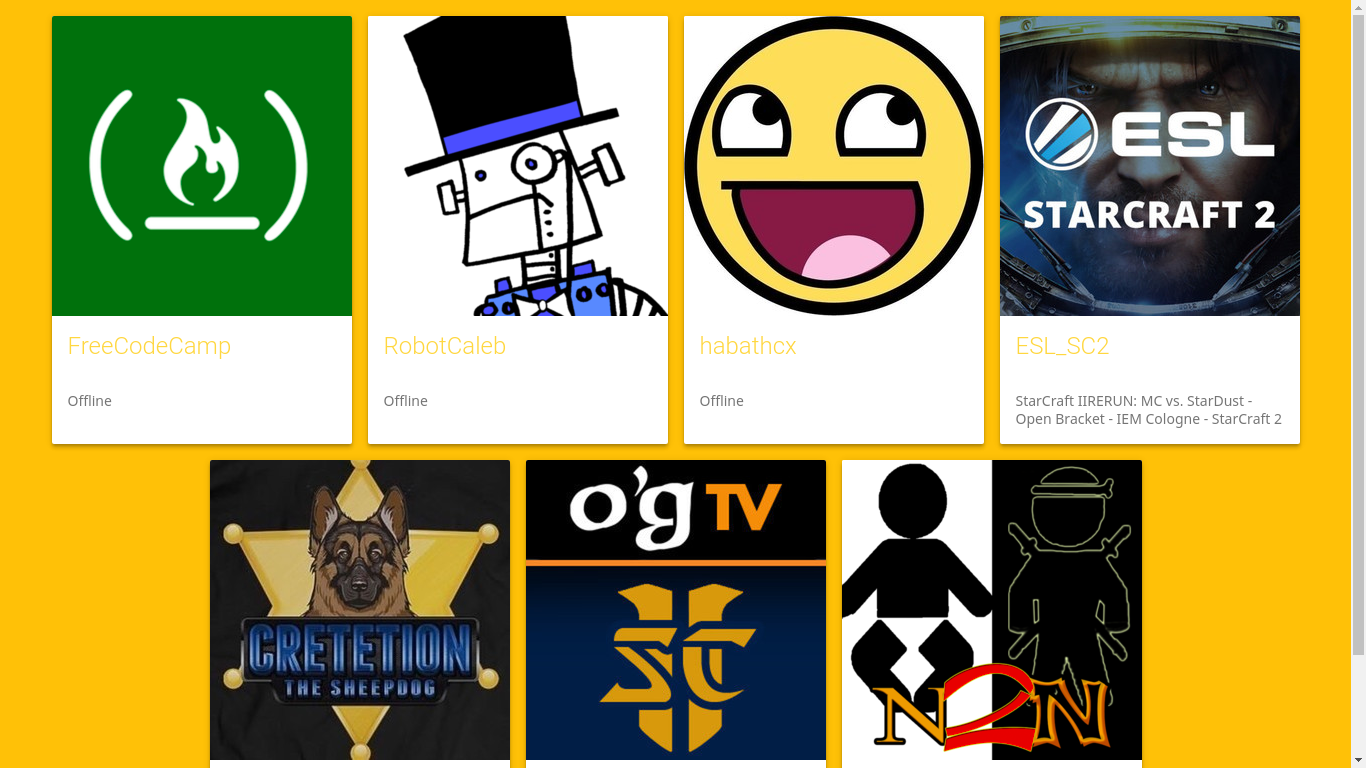 ESL
STARCRAFT 2
FreeCodeCamp
Offline
RobotCaleb
Offline
habathcx
Offline
ESL_SC2
StarCraft IIRERUN: MC vs. StarDust -
Open Bracket - IEM Cologne - StarCraft 2
CRETETION
THE SHEEPDOG
o'g TV
SC
II
N2N